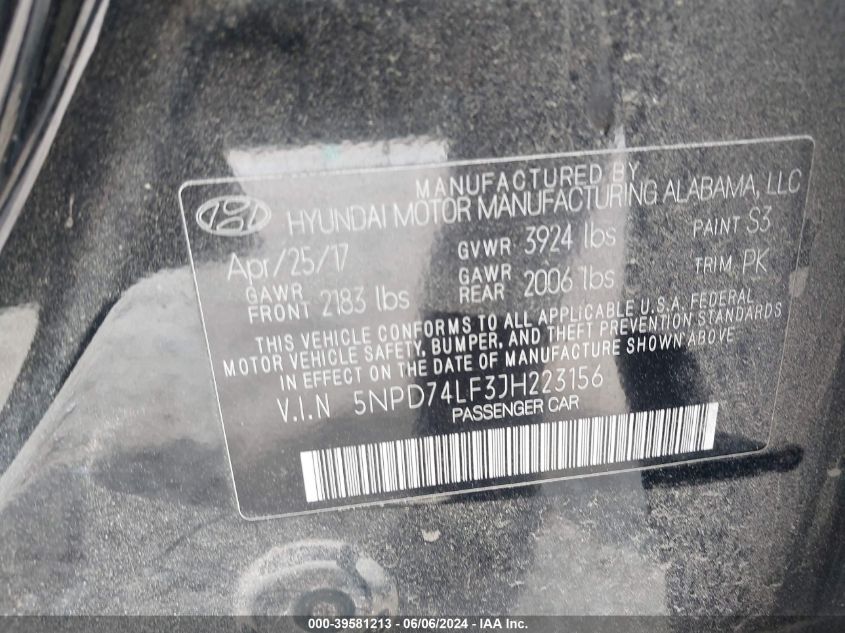 MANUFACTURED BY
HYUNDAI MOTOR MANUFACTURING ALABAMA, LLC
Apr/25/17 GVWR 3924 lbs PAINT S3
GAWR FRONT 2183 lbs GAWR REAR 2006 lbs TRIM PK
THIS VEHICLE CONFORMS TO ALL APPLICABLE U.S.A. FEDERAL
MOTOR VEHICLE SAFETY, BUMPER, AND THEFT PREVENTION STANDARDS
IN EFFECT ON THE DATE OF MANUFACTURE SHOWN ABOVE
V.I.N 5NPD74LF3JH223156
PASSENGER CAR
000-39581213 - 06/06/2024 - IAA Inc.